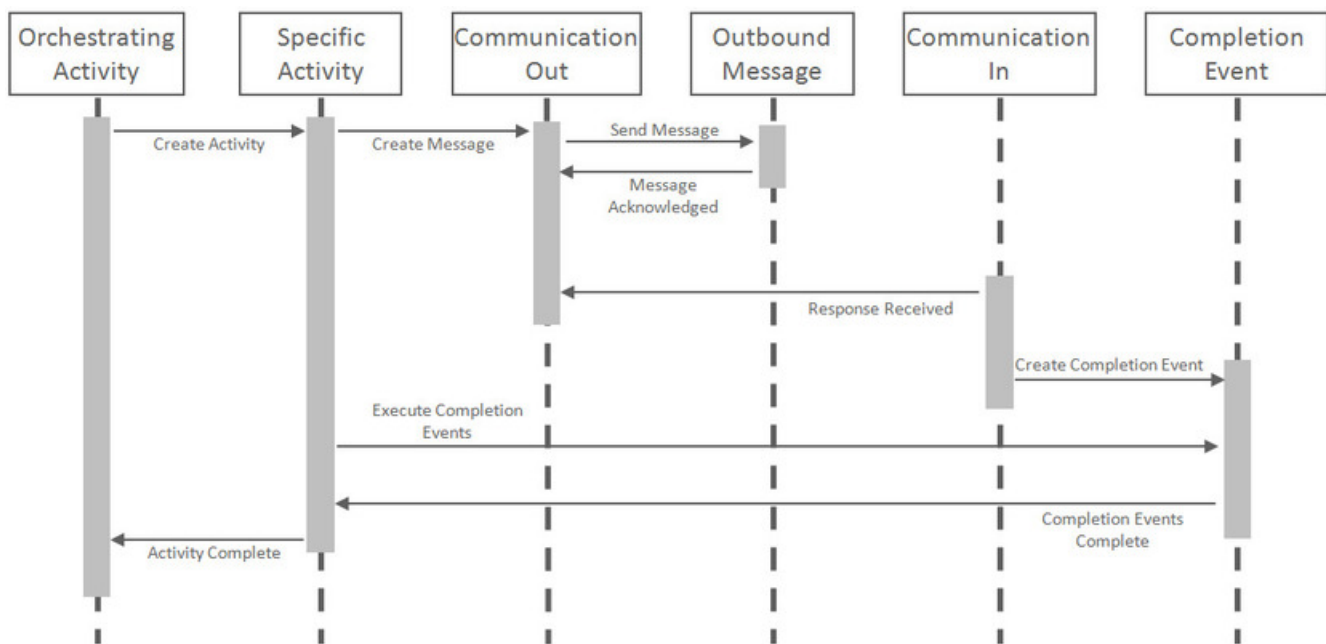 Orchestrating
Activity
Specific
Activity
Communication
Out
Outbound
Message
Communication
In
Completion
Event
Create Activity
Create Message
Send Message
Message
Acknowledged
Response Received
Create Completion Event
Execute Completion
Events
Completion Events
Complete
Activity Complete